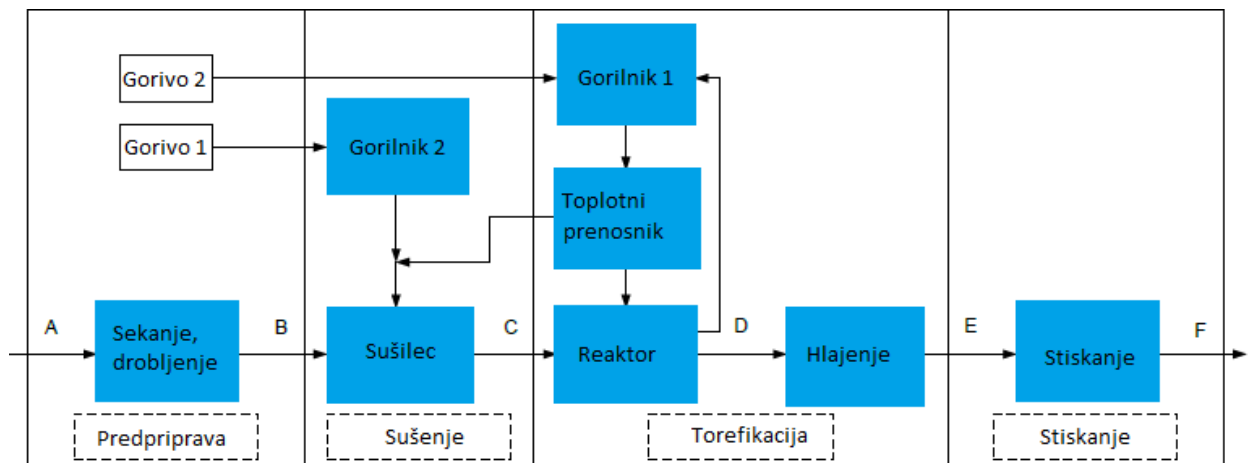 Gorivo 2
Gorilnik 1
Gorivo 1
Gorilnik 2
Toplotni
prenosnik
A
Sekanje,
drobljenje
B
Sušilec
C
Reaktor
D
Hlajenje
E
Stiskanje
F
Predpriprava
Sušenje
Torefikacija
Stiskanje